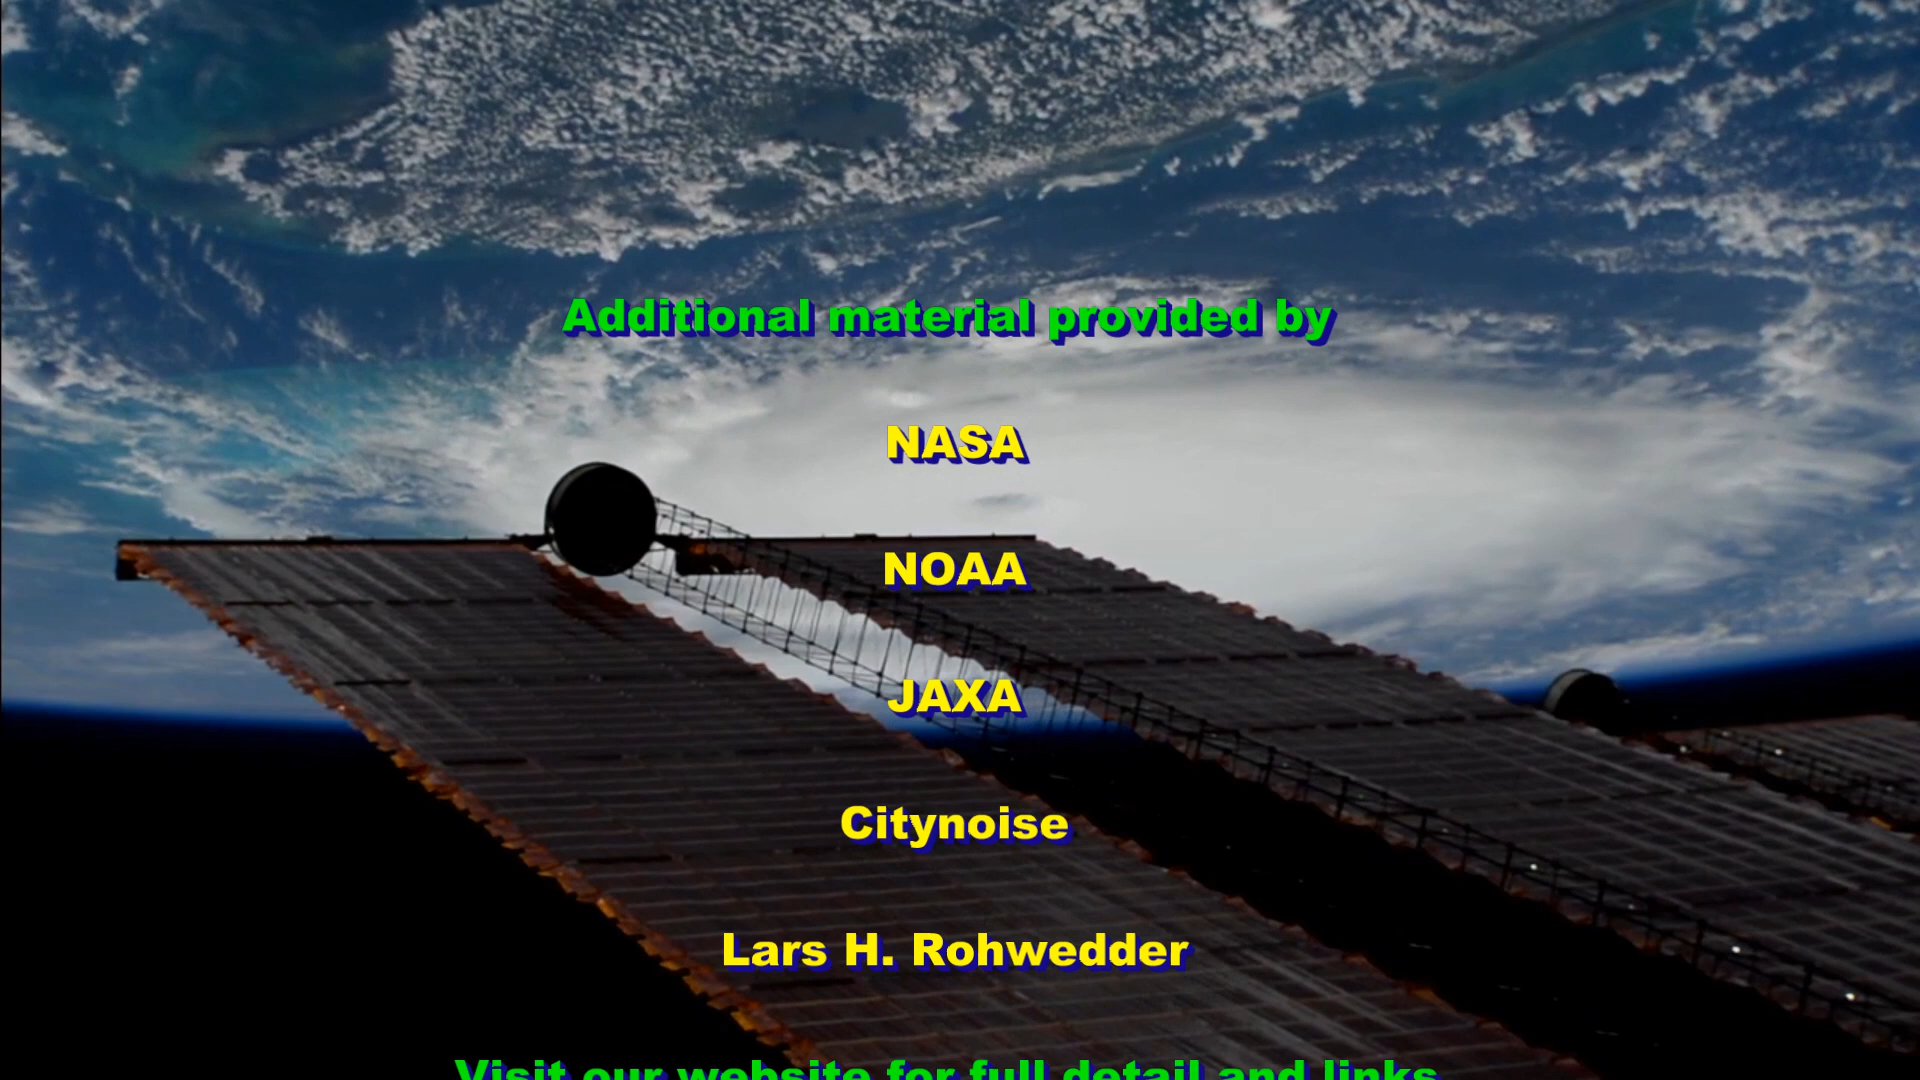 Additional material provided by
NASA
NOAA
JAXA
Citynoise
Lars H. Rohwedder
Visit our website for full detail and links